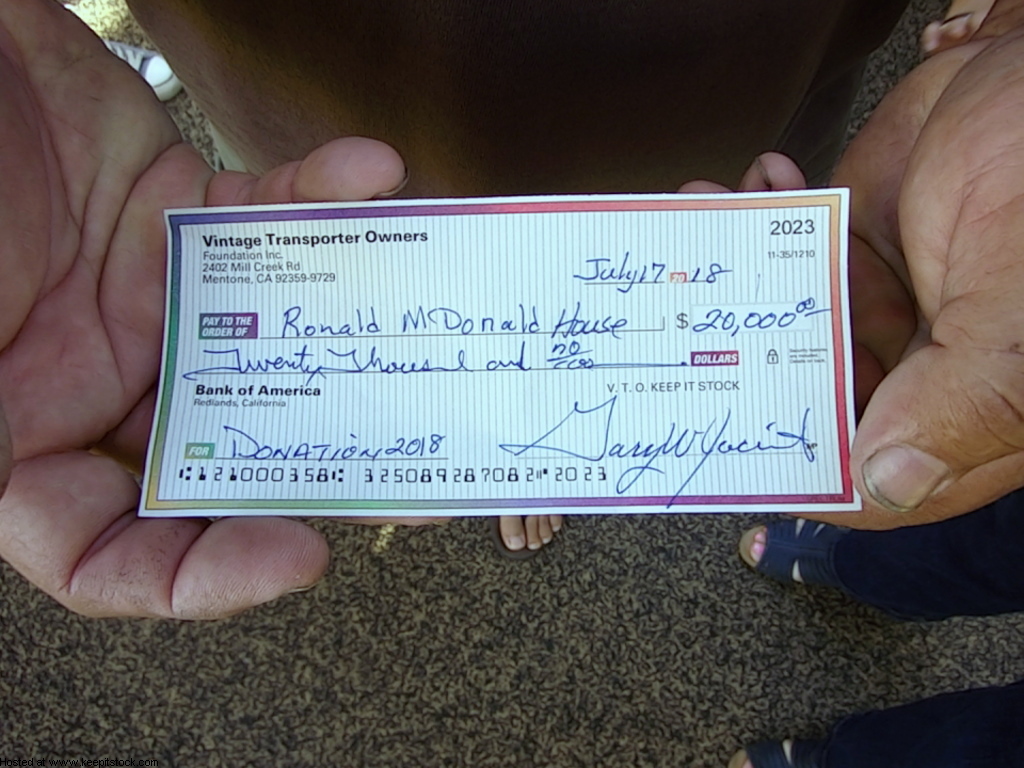 Vintage Transporter Owners
Foundation Inc.
2402 Mill Creek Rd
Mentone, CA 92359-9729
2023
11-35/1210
July 17 20 18
PAY TO THE ORDER OF Ronald McDonald House $ 20,000.00
Twenty Thousand and no/100 DOLLARS
Bank of America
Redlands, California
V. T. O. KEEP IT STOCK
FOR DONATION 2018
⑆121000358⑆ 325089287082⑈ 2023
Hosted at www.keepitstock.com